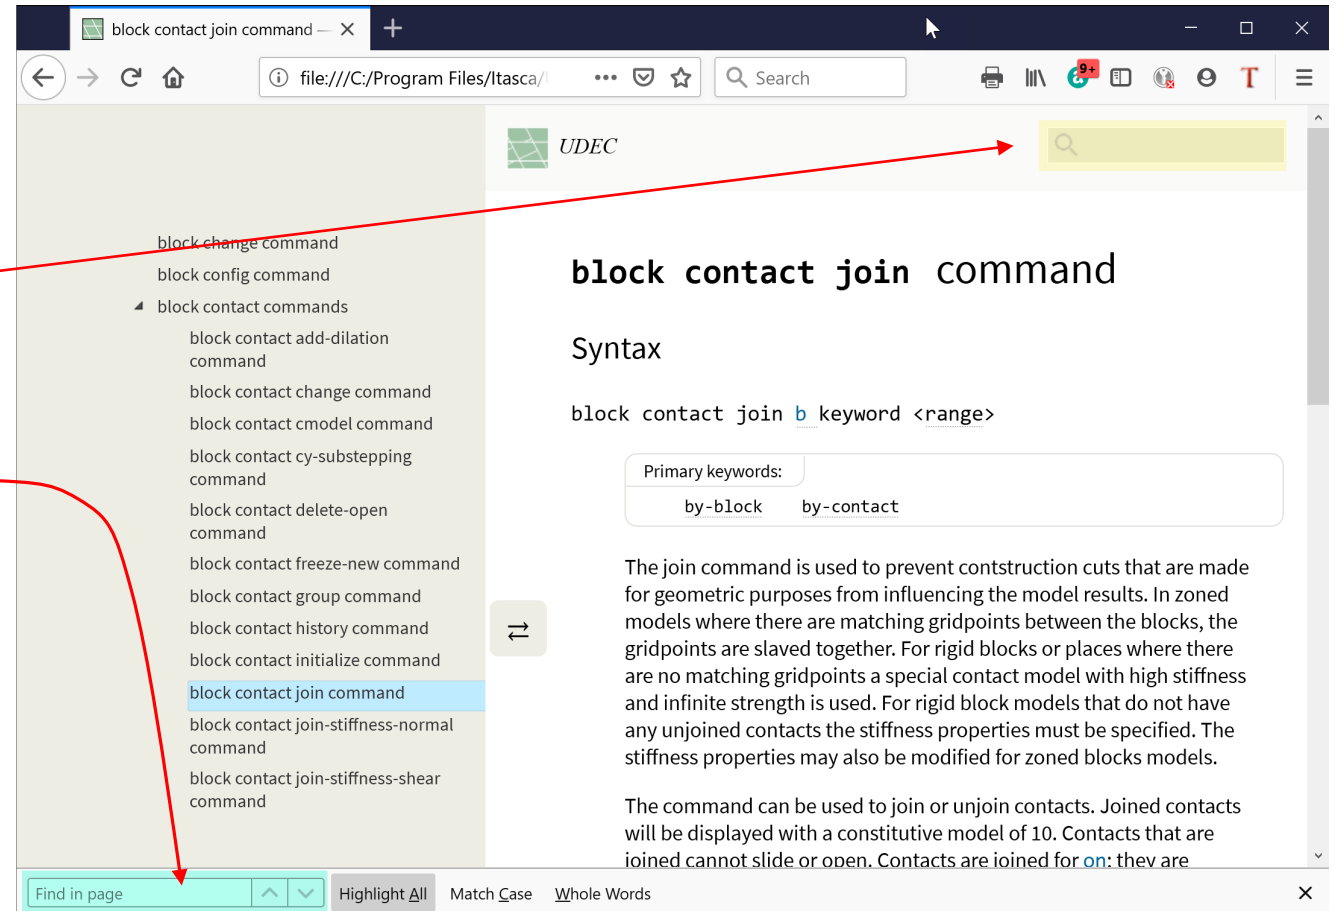 block contact join command —
file:///C:/Program Files/Itasca/
Search
9+
T
UDEC
block change command
block config command
block contact commands
block contact add-dilation
command
block contact change command
block contact cmodel command
block contact cy-substepping
command
block contact delete-open
command
block contact freeze-new command
block contact group command
block contact history command
block contact initialize command
block contact join command
block contact join-stiffness-normal
command
block contact join-stiffness-shear
command
block contact join command
Syntax
block contact join b keyword <range>
Primary keywords:
by-block by-contact
The join command is used to prevent contstruction cuts that are made
for geometric purposes from influencing the model results. In zoned
models where there are matching gridpoints between the blocks, the
gridpoints are slaved together. For rigid blocks or places where there
are no matching gridpoints a special contact model with high stiffness
and infinite strength is used. For rigid block models that do not have
any unjoined contacts the stiffness properties must be specified. The
stiffness properties may also be modified for zoned blocks models.
The command can be used to join or unjoin contacts. Joined contacts
will be displayed with a constitutive model of 10. Contacts that are
joined cannot slide or open. Contacts are joined for on; they are
Find in page
Highlight All
Match Case
Whole Words